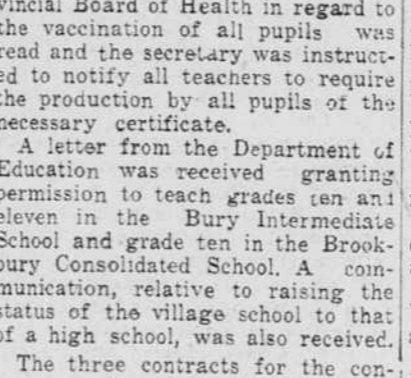 vincial Board of Health in regard to
the vaccination of all pupils was
read and the secretary was instruct-
ed to notify all teachers to require
the production by all pupils of the
necessary certificate.
A letter from the Department of
Education was received granting
permission to teach grades ten and
eleven in the Bury Intermediate
School and grade ten in the Brook-
bury Consolidated School. A com-
munication, relative to raising the
status of the village school to that
of a high school, was also received.
The three contracts for the con-